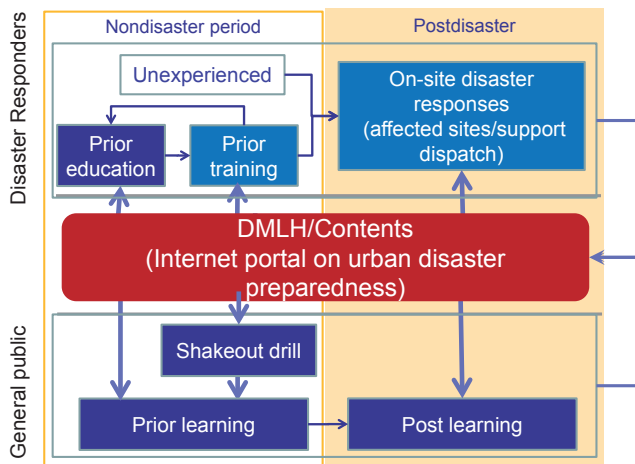 Nondisaster period
Postdisaster
Disaster Responders
Unexperienced
On-site disaster
responses
(affected sites/support
dispatch)
Prior
education
Prior
training
DMLH/Contents
(Internet portal on urban disaster
preparedness)
General public
Shakeout drill
Prior learning
Post learning